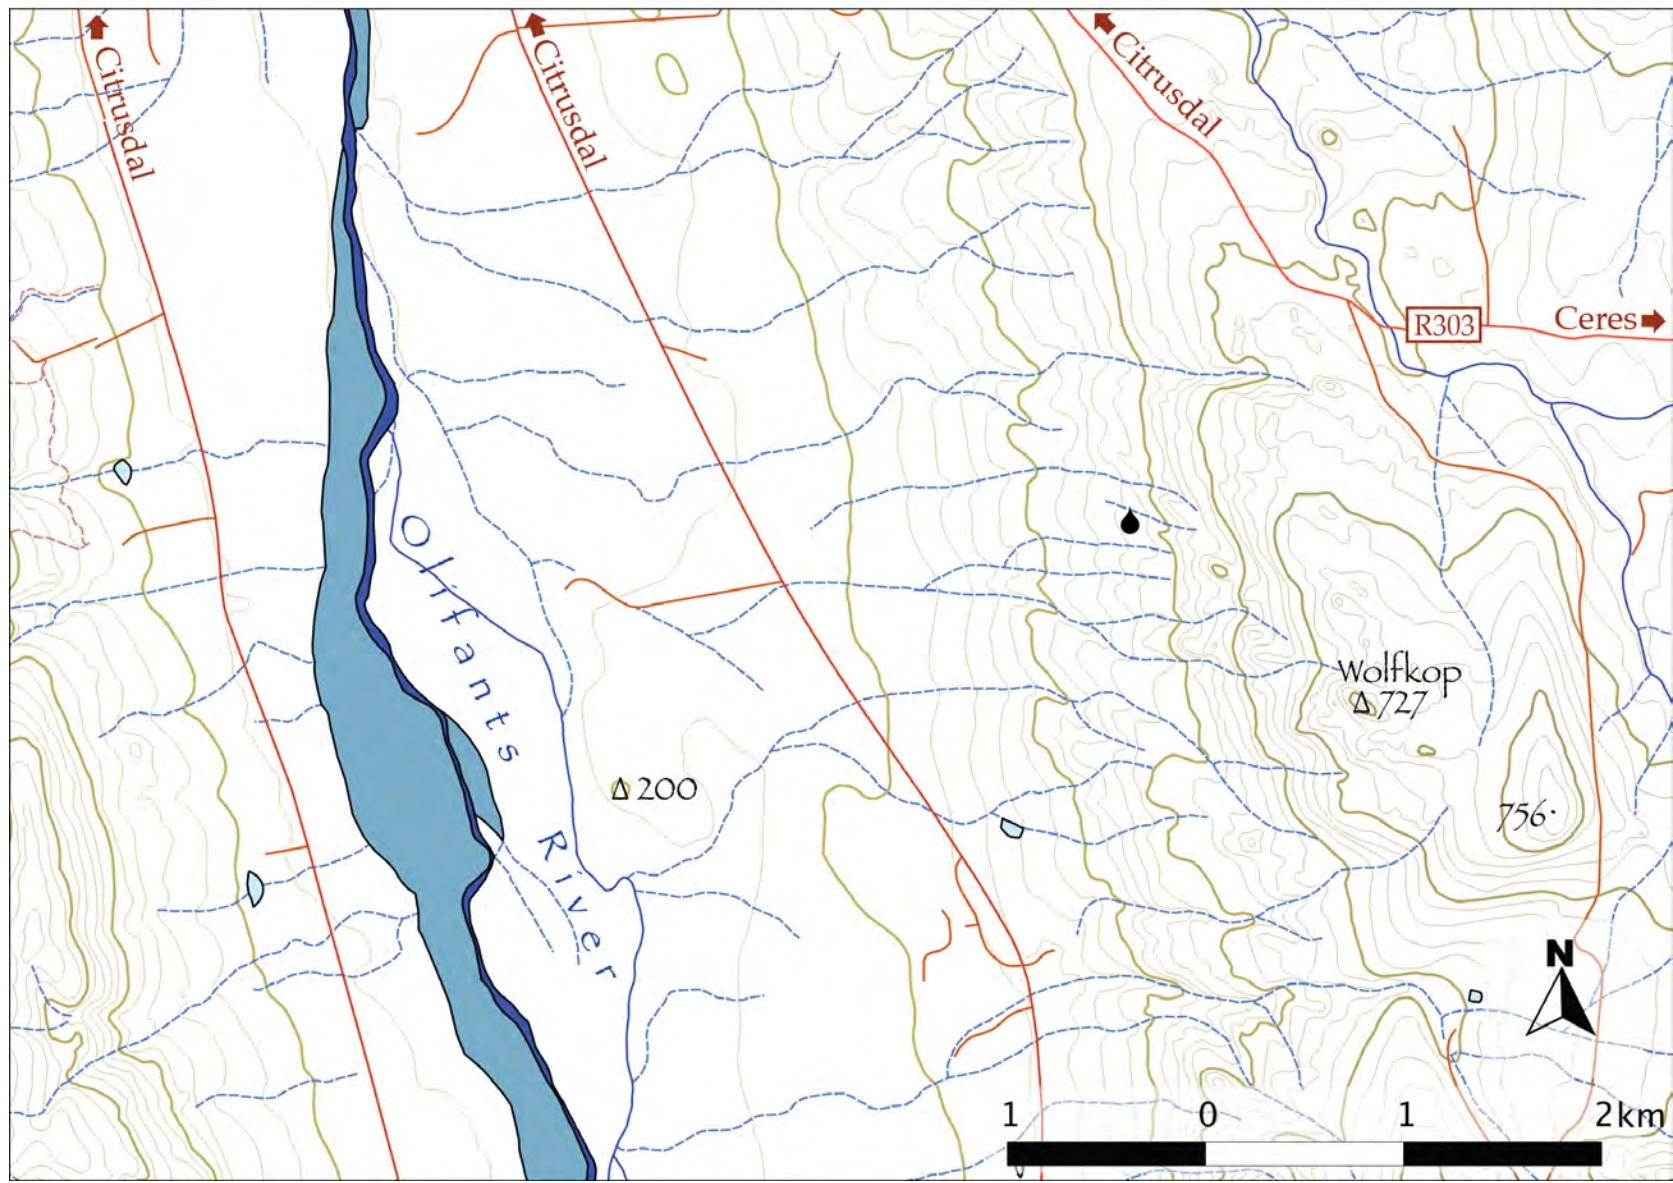 Citrusdal
Citrusdal
Citrusdal
R303
Ceres
Olifants River
Wolfkop
Δ 727
Δ 200
756·
N
1 0 1 2km